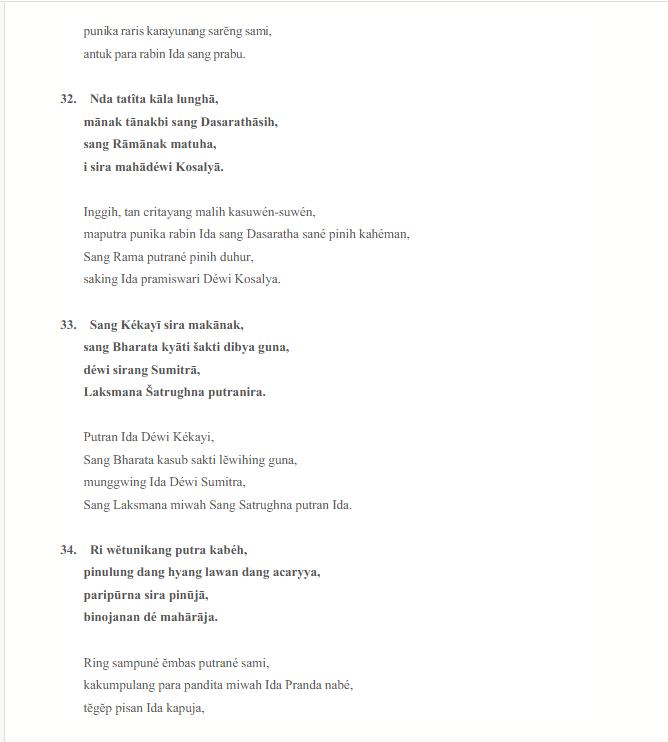 punika raris karayunang sarĕng sami,
antuk para rabin Ida sang prabu.
32. Nda tatîta kāla lunghā,
mānak tānakbi sang Dasarathāsih,
sang Rāmānak matuha,
i sira mahādéwi Kosalyā.
Inggih, tan critayang malih kasuwén-suwén,
maputra punika rabin Ida sang Dasaratha sané pinih kahéman,
Sang Rama putrané pinih duhur,
saking Ida pramiswari Déwi Kosalya.
33. Sang Kékayī sira makānak,
sang Bharata kyāti šakti dibya guna,
déwi sirang Sumitrā,
Laksmana Šatrughna putranira.
Putran Ida Déwi Kékayi,
Sang Bharata kasub sakti lĕwihing guna,
munggwing Ida Déwi Sumitra,
Sang Laksmana miwah Sang Satrughna putran Ida.
34. Ri wĕtunikang putra kabéh,
pinulung dang hyang lawan dang acaryya,
paripūrna sira pinūjā,
binojanan dé mahārāja.
Ring sampuné ĕmbas putrané sami,
kakumpulang para pandita miwah Ida Pranda nabé,
tĕgĕp pisan Ida kapuja,